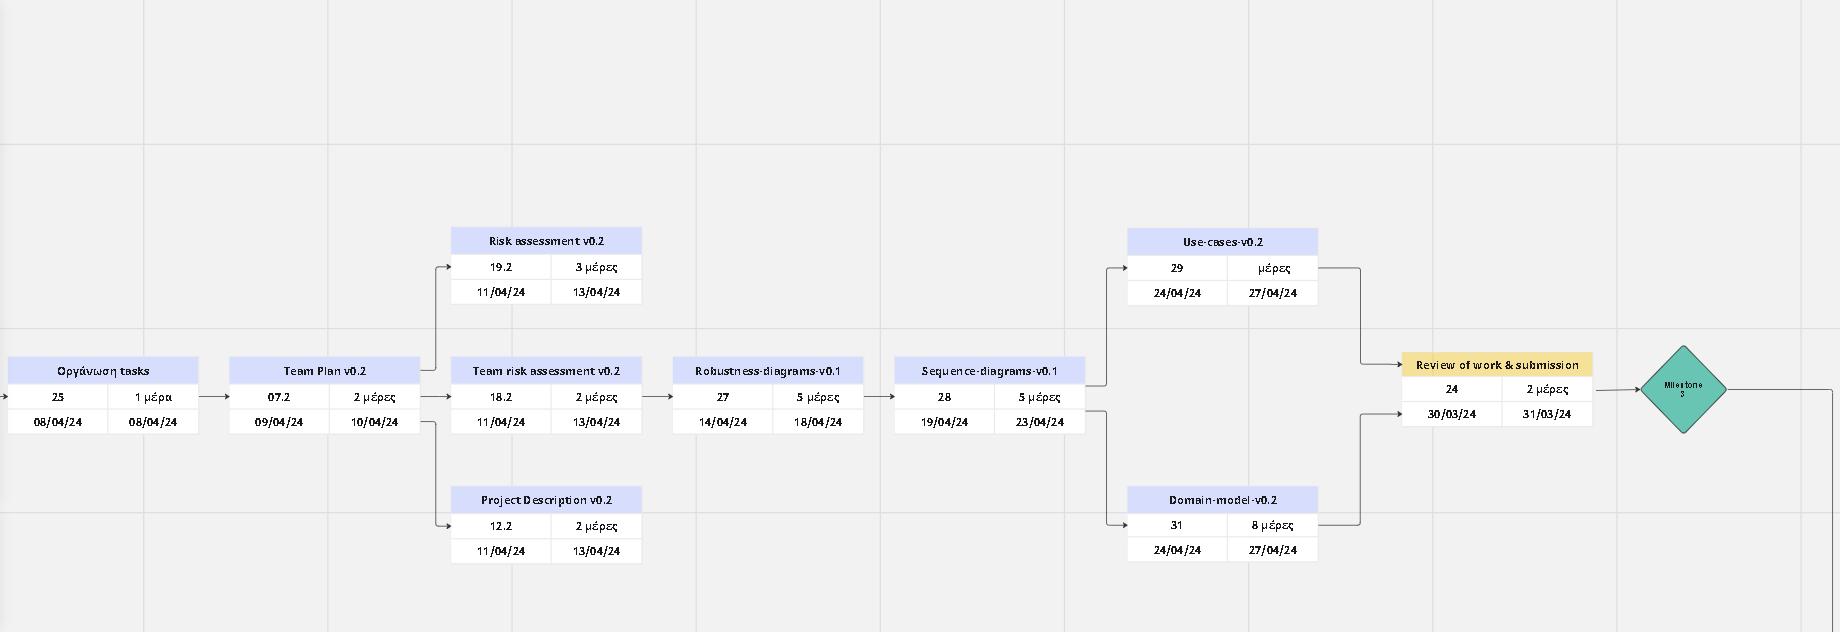 Οργάνωση tasks
25 1 μέρα
08/04/24 08/04/24
Team Plan v0.2
07.2 2 μέρες
09/04/24 10/04/24
Risk assessment v0.2
19.2 3 μέρες
11/04/24 13/04/24
Team risk assessment v0.2
18.2 2 μέρες
11/04/24 13/04/24
Project Description v0.2
12.2 2 μέρες
11/04/24 13/04/24
Robustness-diagrams-v0.1
27 5 μέρες
14/04/24 18/04/24
Sequence-diagrams-v0.1
28 5 μέρες
19/04/24 23/04/24
Use-cases-v0.2
29 μέρες
24/04/24 27/04/24
Domain-model-v0.2
31 8 μέρες
24/04/24 27/04/24
Review of work & submission
24 2 μέρες
30/03/24 31/03/24
Milestone
3